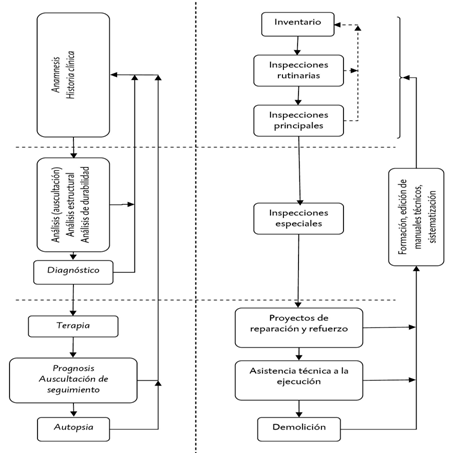 Anamnesis
Historia clínica
Análisis (auscultación)
Análisis estructural
Análisis de durabilidad
Diagnóstico
Terapia
Prognosis
Auscultación de
seguimiento
Autopsia
Inventario
Inspecciones
rutinarias
Inspecciones
principales
Inspecciones
especiales
Proyectos de
reparación y refuerzo
Asistencia técnica a la
ejecución
Demolición
Formación, edición de
manuales técnicos,
sistematización